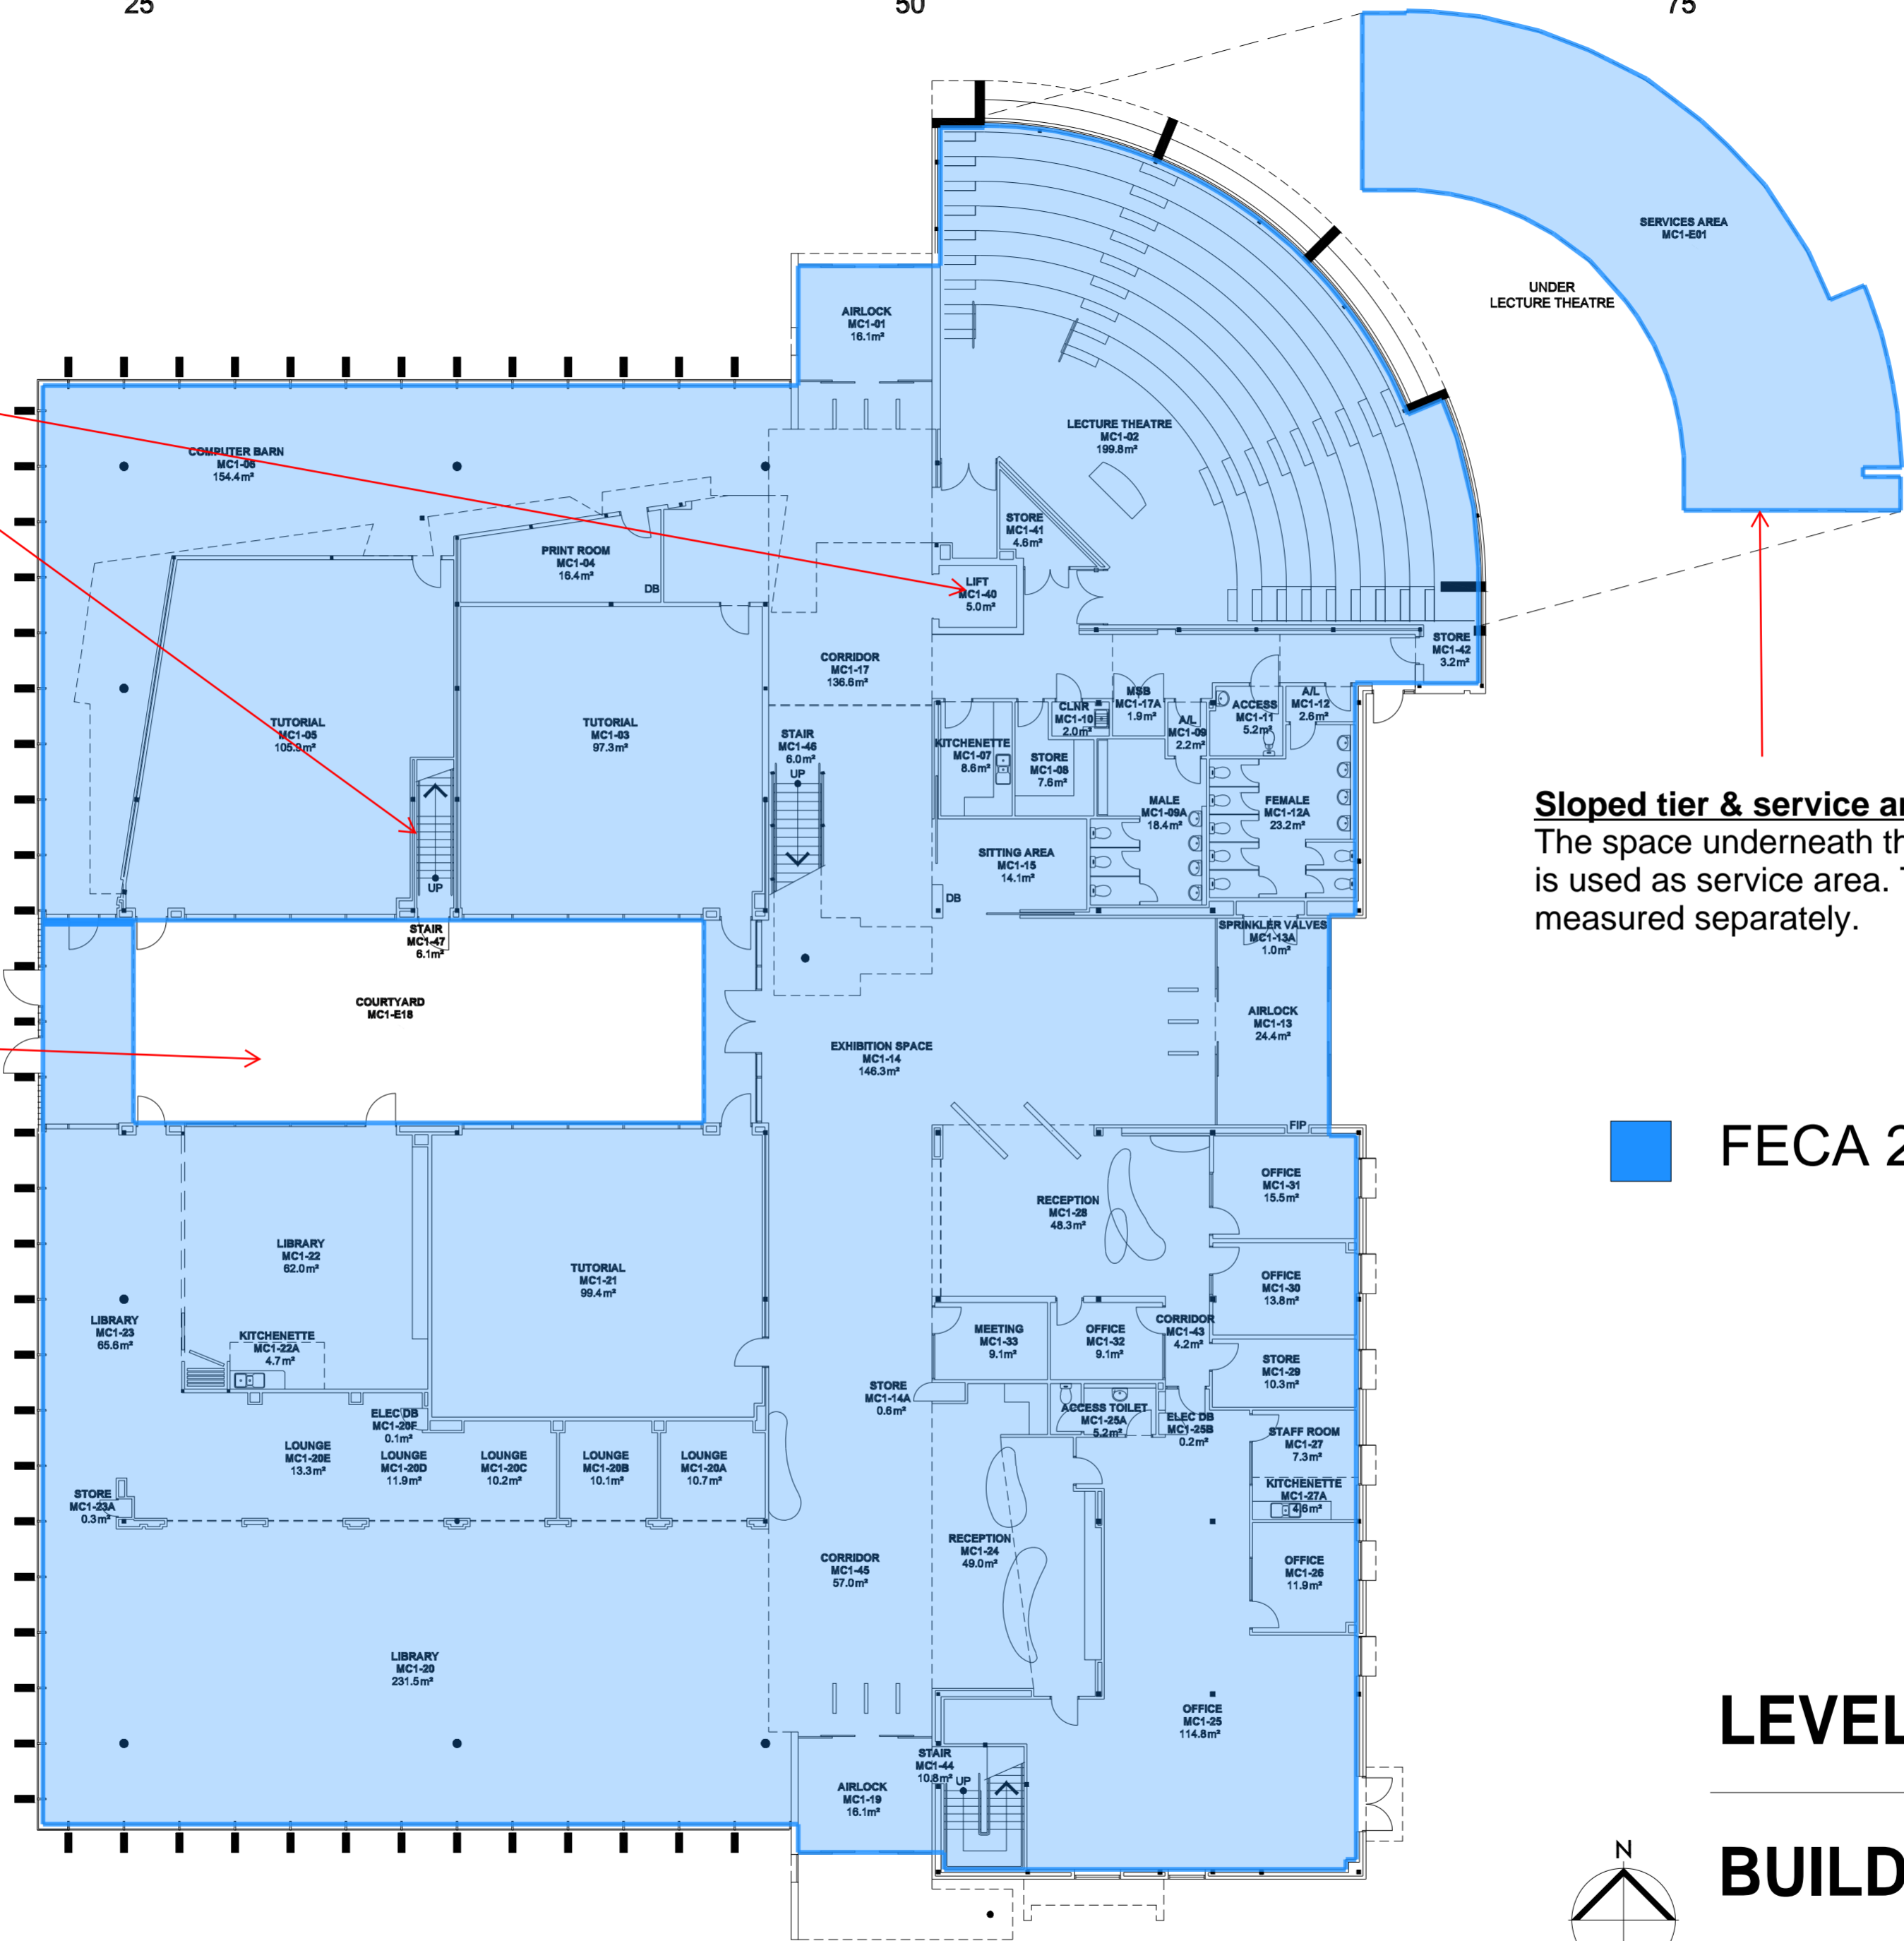 25
50
75
SERVICES AREA
MC1-E01
UNDER
LECTURE THEATRE
AIRLOCK
MC1-01
16.1m²
LECTURE THEATRE
MC1-02
199.8m²
COMPUTER BARN
MC1-06
154.4m²
STORE
MC1-41
4.6m²
PRINT ROOM
MC1-04
16.4m²
DB
LIFT
MC1-40
5.0m²
STORE
MC1-42
3.2m²
CORRIDOR
MC1-17
136.6m²
TUTORIAL
MC1-05
TUTORIAL
MC1-03
97.3m²
STAIR
MC1-46
6.0m²
UP
KITCHENETTE
MC1-07
8.6m²
CLNR
MC1-10
2.0m²
MSB
MC1-17A
1.9m²
A/L
MC1-09
2.2m²
ACCESS
MC1-11
5.2m²
A/L
MC1-12
2.6m²
STORE
MC1-08
7.6m²
MALE
MC1-09A
18.4m²
FEMALE
MC1-12A
23.2m²
SITTING AREA
MC1-15
14.1m²
DB
UP
Sloped tier & service ar
The space underneath th
is used as service area. T
measured separately.
STAIR
MC1-47
6.1m²
SPRINKLER VALVES
MC1-13A
1.0m²
COURTYARD
MC1-E18
AIRLOCK
MC1-13
24.4m²
EXHIBITION SPACE
MC1-14
146.3m²
FIP
FECA 2
OFFICE
MC1-31
15.5m²
RECEPTION
MC1-28
48.3m²
LIBRARY
MC1-22
62.0m²
TUTORIAL
MC1-21
99.4m²
OFFICE
MC1-30
13.8m²
LIBRARY
MC1-23
65.6m²
KITCHENETTE
MC1-22A
4.7m²
MEETING
MC1-33
9.1m²
OFFICE
MC1-32
9.1m²
CORRIDOR
MC1-43
4.2m²
STORE
MC1-29
10.3m²
STORE
MC1-14A
0.6m²
ACCESS TOILET
MC1-25A
5.2m²
ELEC DB
MC1-25B
0.2m²
ELEC DB
MC1-20F
0.1m²
STAFF ROOM
MC1-27
7.3m²
LOUNGE
MC1-20E
13.3m²
LOUNGE
MC1-20D
11.9m²
LOUNGE
MC1-20C
10.2m²
LOUNGE
MC1-20B
10.1m²
LOUNGE
MC1-20A
10.7m²
KITCHENETTE
MC1-27A
4.6m²
STORE
MC1-23A
0.3m²
RECEPTION
MC1-24
49.0m²
OFFICE
MC1-26
11.9m²
CORRIDOR
MC1-45
57.0m²
LIBRARY
MC1-20
231.5m²
OFFICE
MC1-25
114.8m²
LEVEL
STAIR
MC1-44
10.8m²
UP
AIRLOCK
MC1-19
16.1m²
N
BUILD